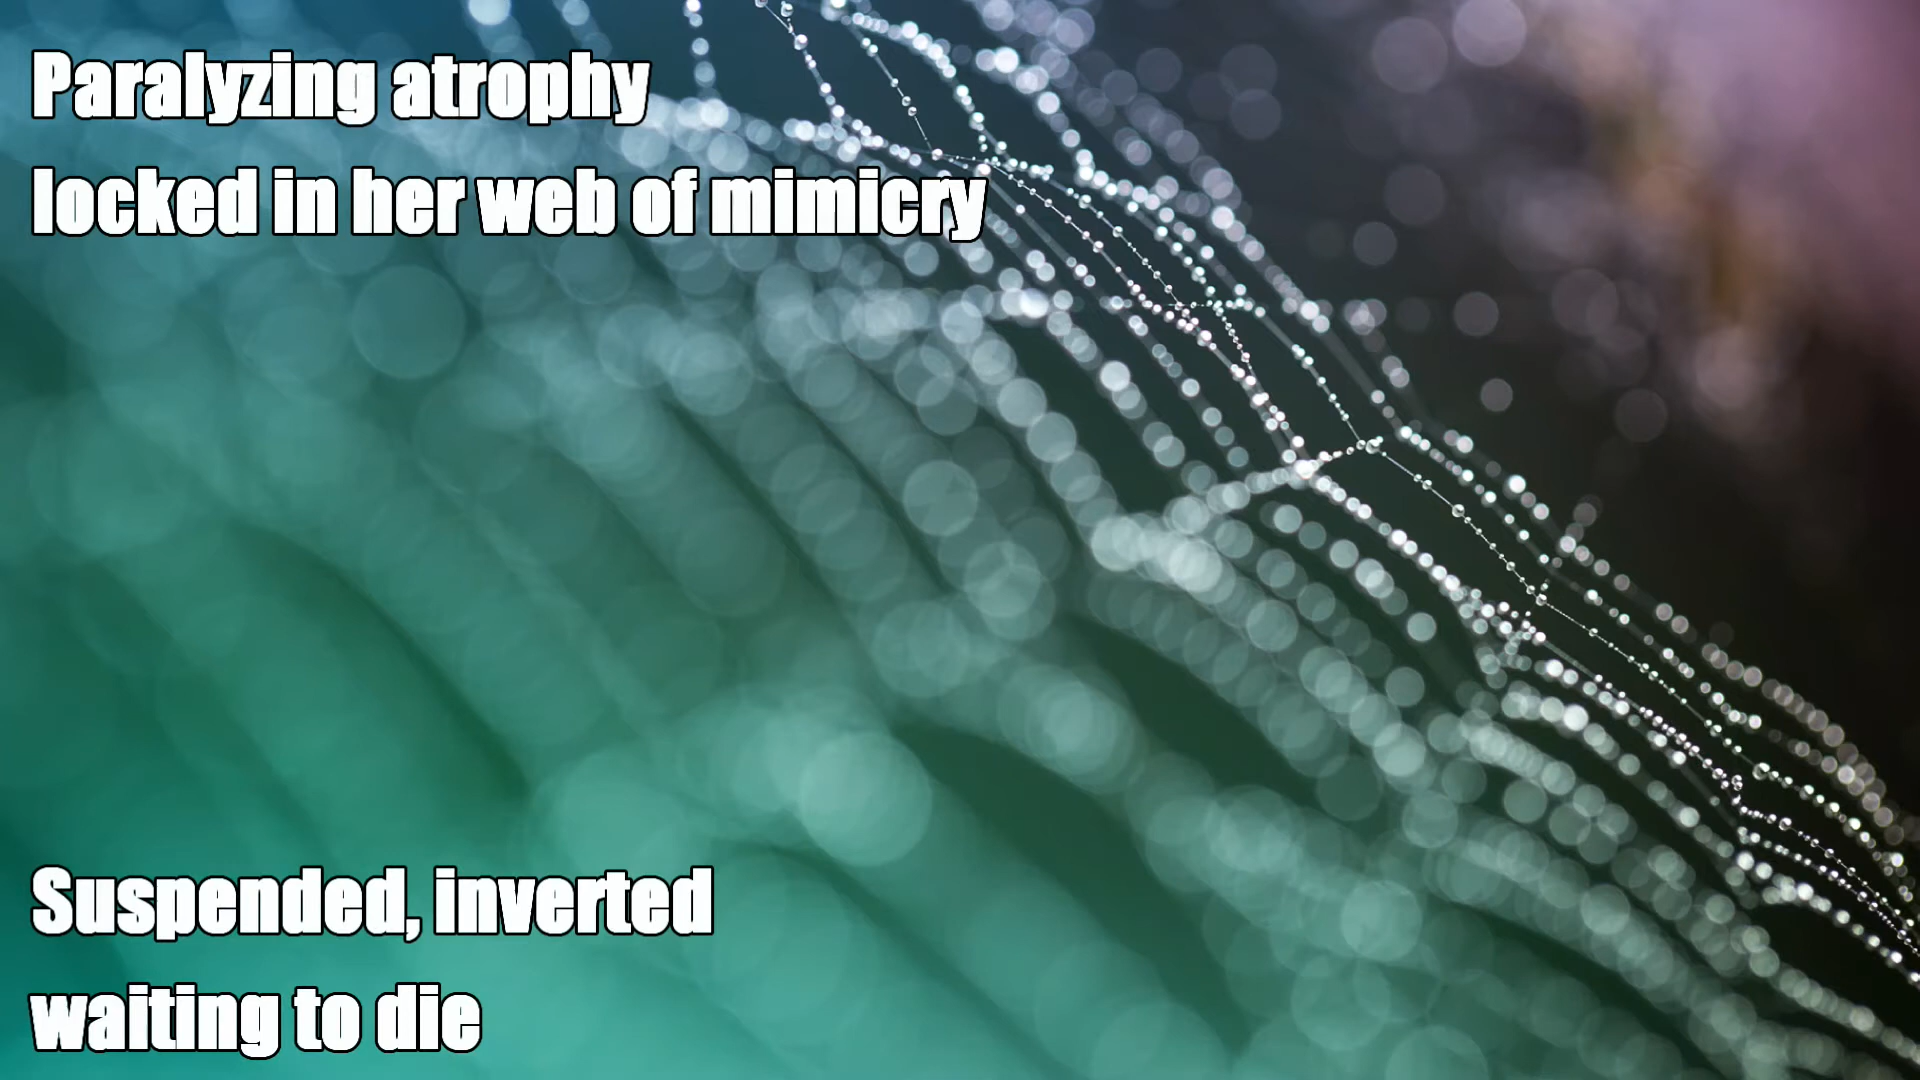 Paralyzing atrophy
locked in her web of mimicry
Suspended, inverted
waiting to die